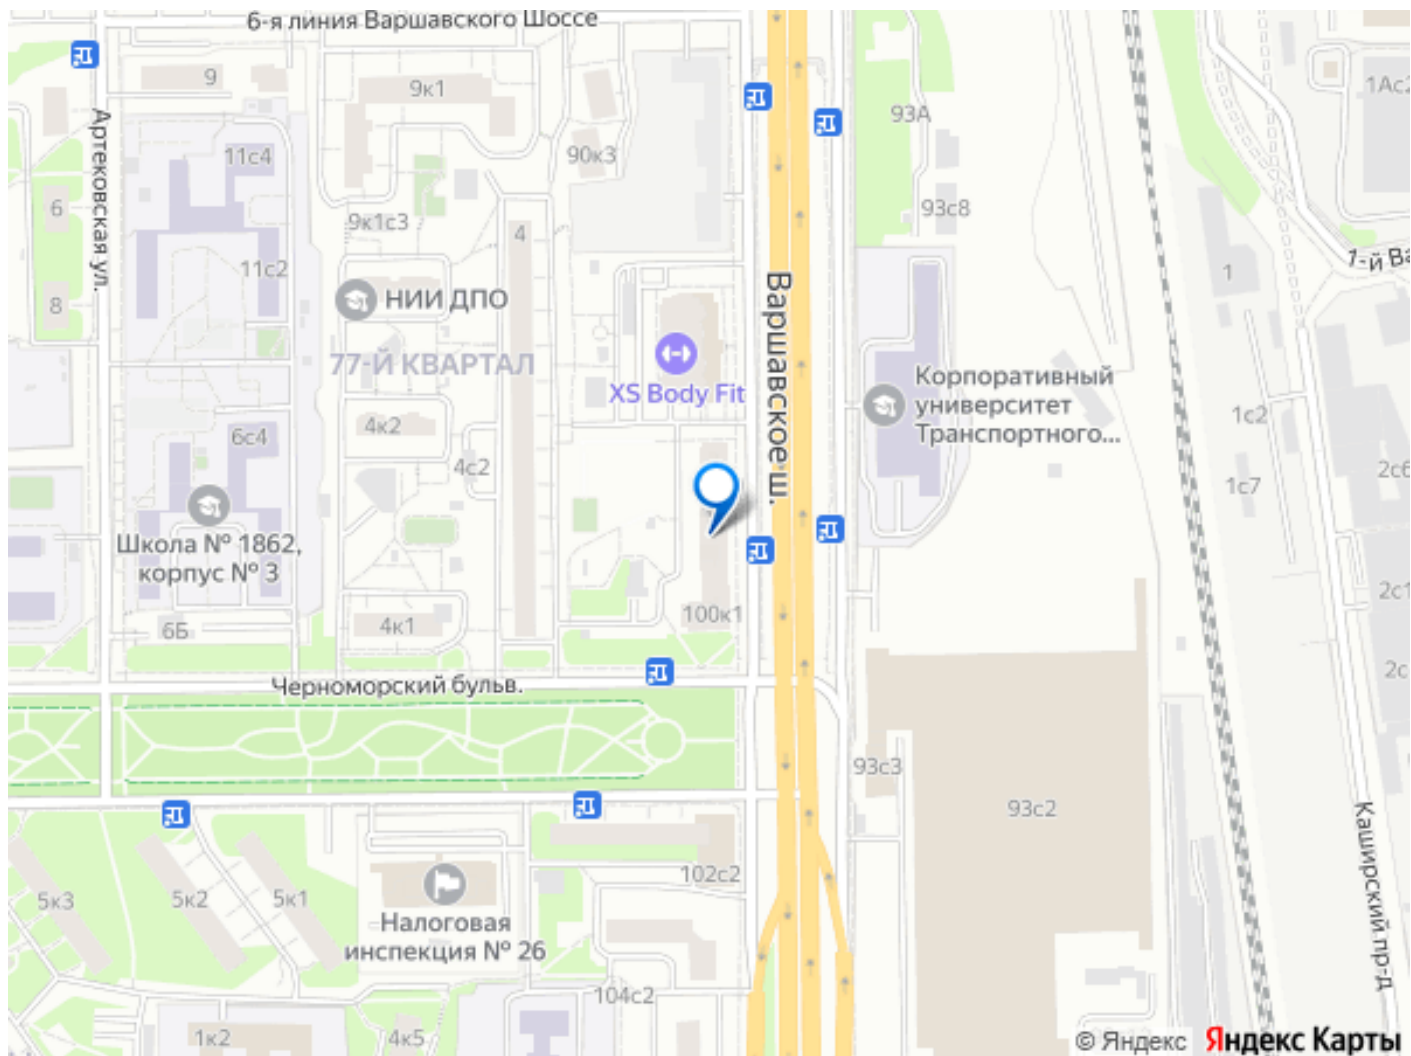 6-я линия Варшавского Шоссе
9
9к1
93А
1Ас2
Артековская ул.
11с4
90к3
6
9к1с3
4
93с8
11с2
1-й Ва
8
НИИ ДПО
Варшавское ш.
1
77-Й КВАРТАЛ
XS Body Fit
Корпоративный
университет
Транспортного...
1с2
4к2
6с4
4с2
2с6
1с7
Школа № 1862,
корпус № 3
2с1
100к1
6Б
4к1
2с
Черноморский бульв.
93с3
93с2
Каширский пр-д
102с2
5к3
5к2
5к1
Налоговая
инспекция № 26
104с2
1к2
4к5
© Яндекс Яндекс Карты